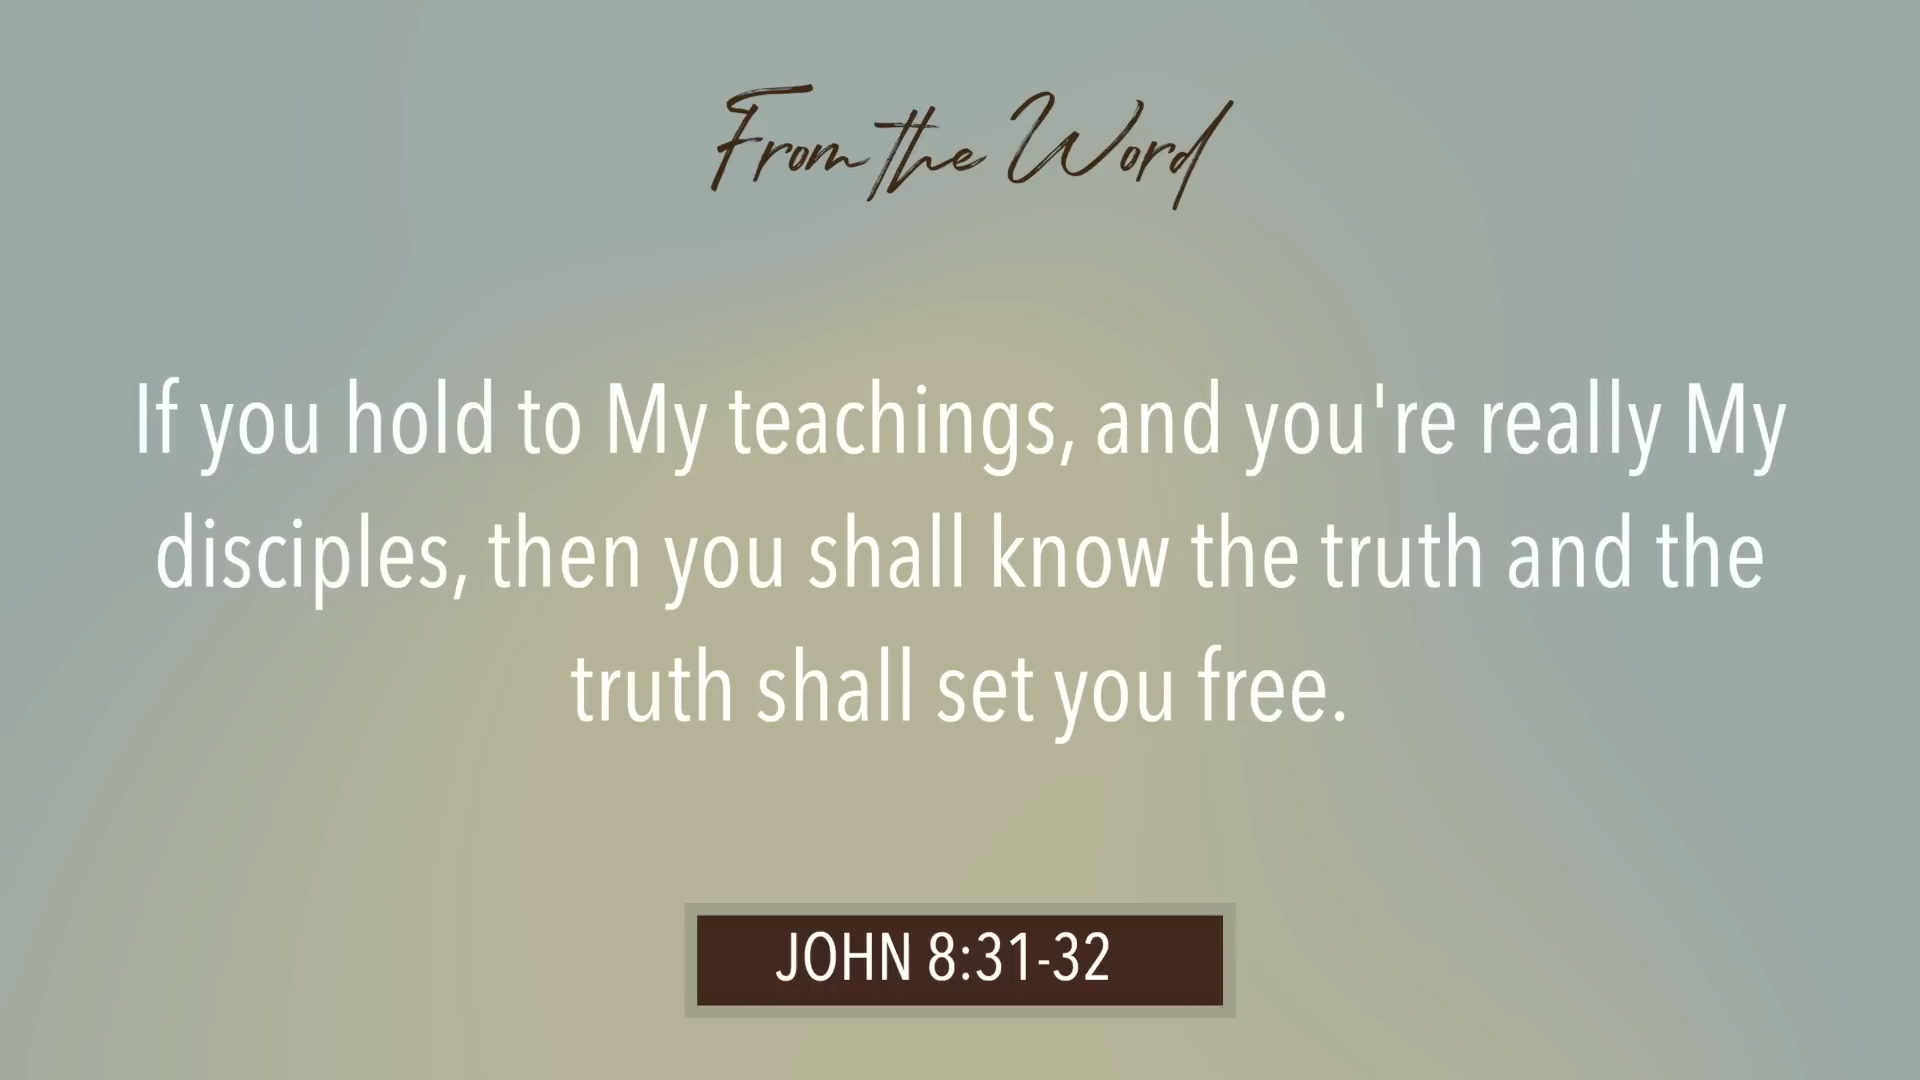 From the Word
If you hold to My teachings, and you're really My
disciples, then you shall know the truth and the
truth shall set you free.
JOHN 8:31-32